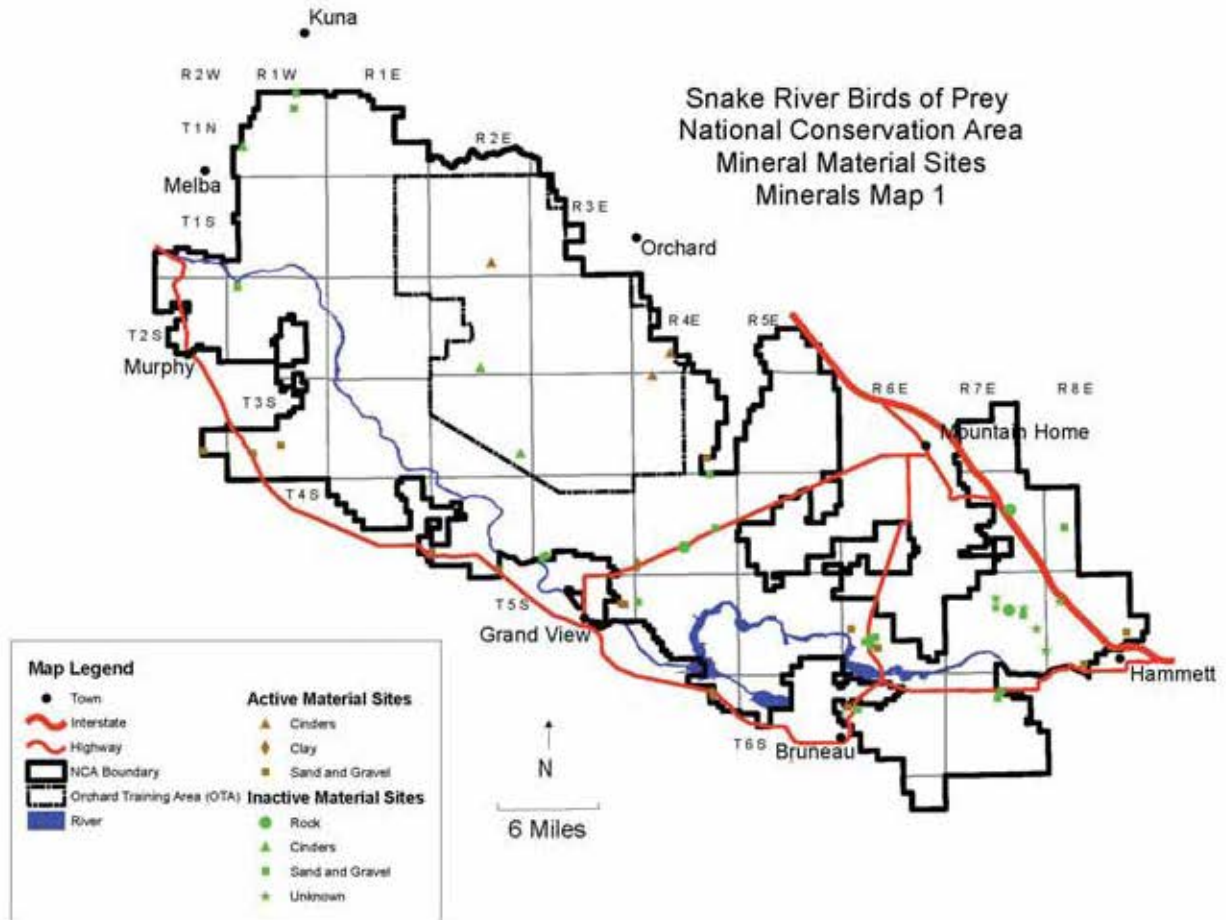 Kuna
R 2 W
R 1 W
R 1 E
Snake River Birds of Prey
National Conservation Area
Mineral Material Sites
Minerals Map 1
T 1 N
R 2 E
Melba
T 1 S
R 3 E
Orchard
T 2 S
R 4 E
R 5 E
Murphy
R 6 E
R 7 E
R 8 E
T 3 S
Mountain Home
T 4 S
T 5 S
Grand View
Hammett
T 6 S
Bruneau
N
6 Miles
Map Legend
Town
Interstate
Highway
NCA Boundary
Orchard Training Area (OTA)
River
Active Material Sites
Cinders
Clay
Sand and Gravel
Inactive Material Sites
Rock
Cinders
Sand and Gravel
Unknown